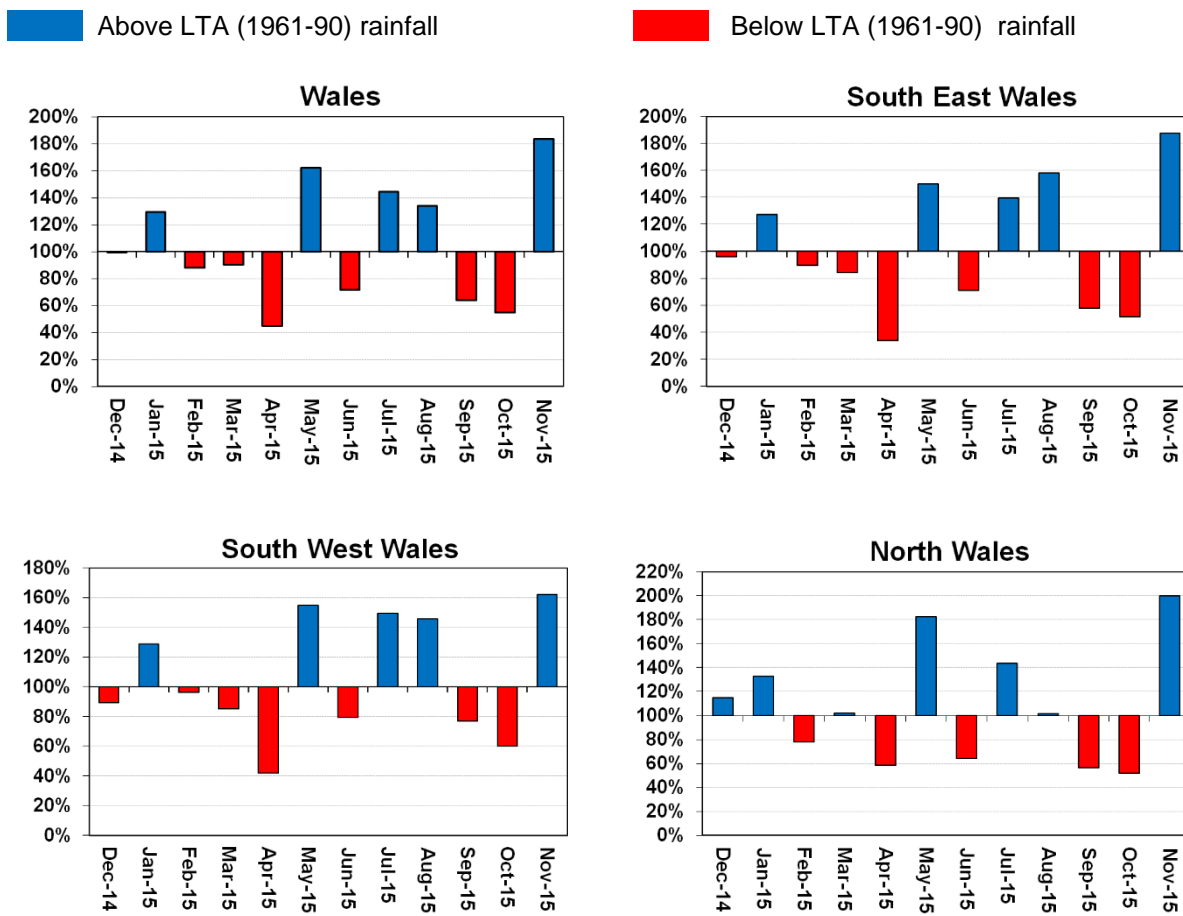 Above LTA (1961-90) rainfall
Below LTA (1961-90) rainfall
Wales
200%
180%
160%
140%
120%
100%
80%
60%
40%
20%
0%
Dec-14
Jan-15
Feb-15
Mar-15
Apr-15
May-15
Jun-15
Jul-15
Aug-15
Sep-15
Oct-15
Nov-15
South East Wales
200%
180%
160%
140%
120%
100%
80%
60%
40%
20%
0%
Dec-14
Jan-15
Feb-15
Mar-15
Apr-15
May-15
Jun-15
Jul-15
Aug-15
Sep-15
Oct-15
Nov-15
South West Wales
180%
160%
140%
120%
100%
80%
60%
40%
20%
0%
Dec-14
Jan-15
Feb-15
Mar-15
Apr-15
May-15
Jun-15
Jul-15
Aug-15
Sep-15
Oct-15
Nov-15
North Wales
220%
200%
180%
160%
140%
120%
100%
80%
60%
40%
20%
0%
Dec-14
Jan-15
Feb-15
Mar-15
Apr-15
May-15
Jun-15
Jul-15
Aug-15
Sep-15
Oct-15
Nov-15